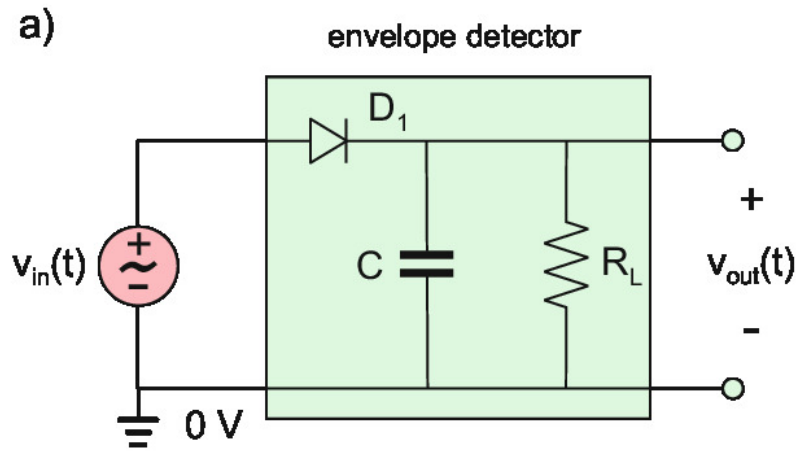 a)
envelope detector
D1
+
~
-
vin(t)
C
RL
+
vout(t)
-
0 V